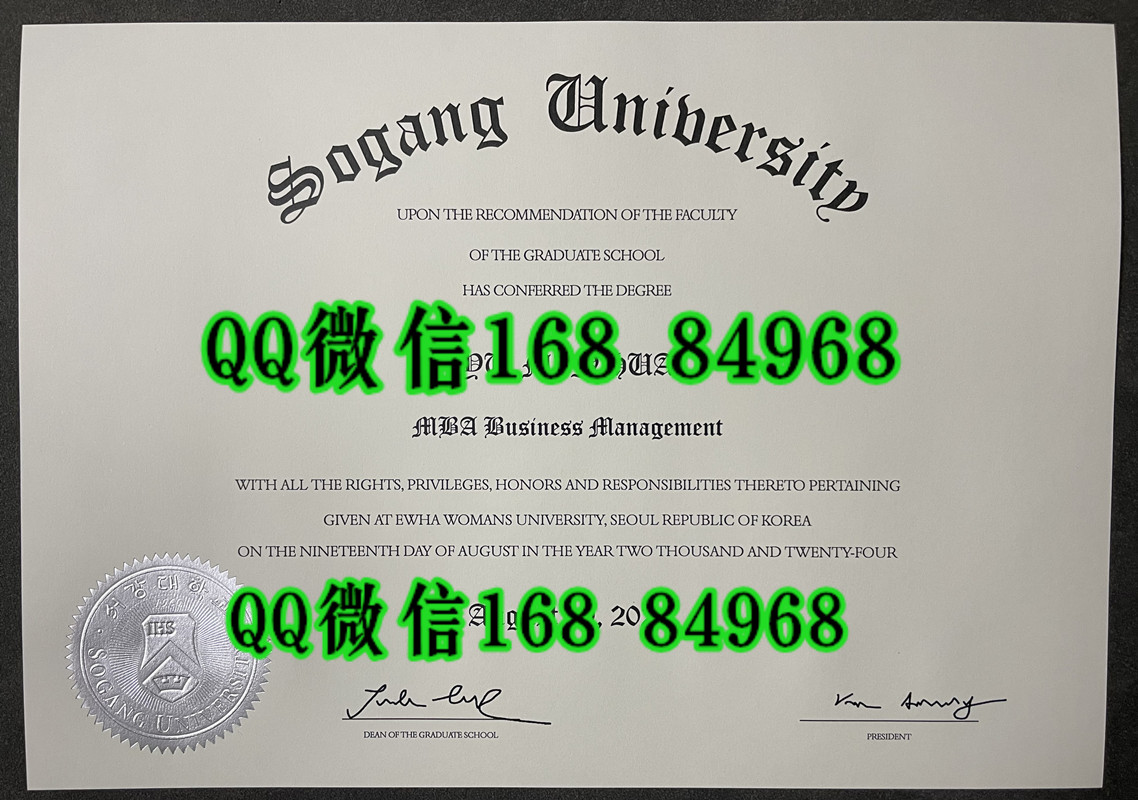 Sogang University
UPON THE RECOMMENDATION OF THE FACULTY
OF THE GRADUATE SCHOOL
HAS CONFERRED THE DEGREE
QQ微信168 84968
MBA Business Management
WITH ALL THE RIGHTS, PRIVILEGES, HONORS AND RESPONSIBILITIES THERETO PERTAINING
GIVEN AT EWHA WOMANS UNIVERSITY, SEOUL REPUBLIC OF KOREA
ON THE NINETEENTH DAY OF AUGUST IN THE YEAR TWO THOUSAND AND TWENTY-FOUR
QQ微信168 84968
IHS
SOGANG UNIVERSITY
DEAN OF THE GRADUATE SCHOOL
PRESIDENT